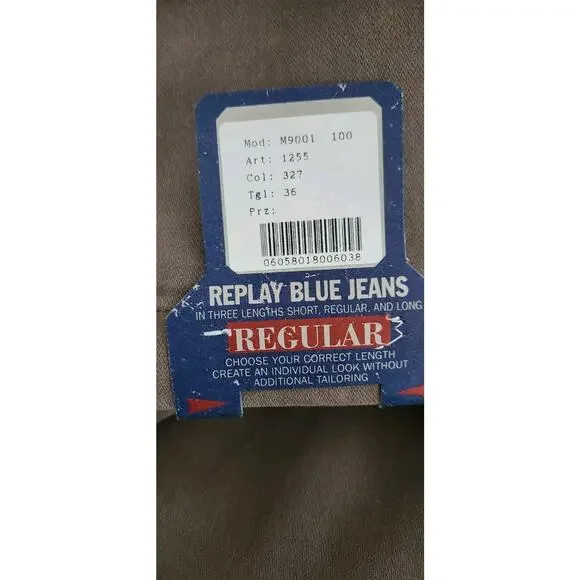 Mod: M9001 100
Art: 1255
Col: 327
Tgl: 36
Prz:
06058018006038
REPLAY BLUE JEANS
IN THREE LENGTHS SHORT, REGULAR, AND LONG
REGULAR
CHOOSE YOUR CORRECT LENGTH
CREATE AN INDIVIDUAL LOOK WITHOUT
ADDITIONAL TAILORING